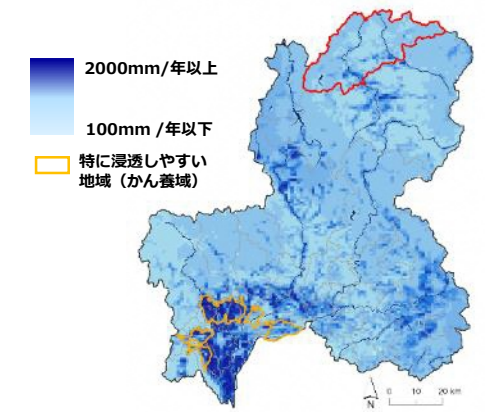 2000mm/年以上
100mm /年以下
特に浸透しやすい
地域（かん養域）
N
0 10 20 km